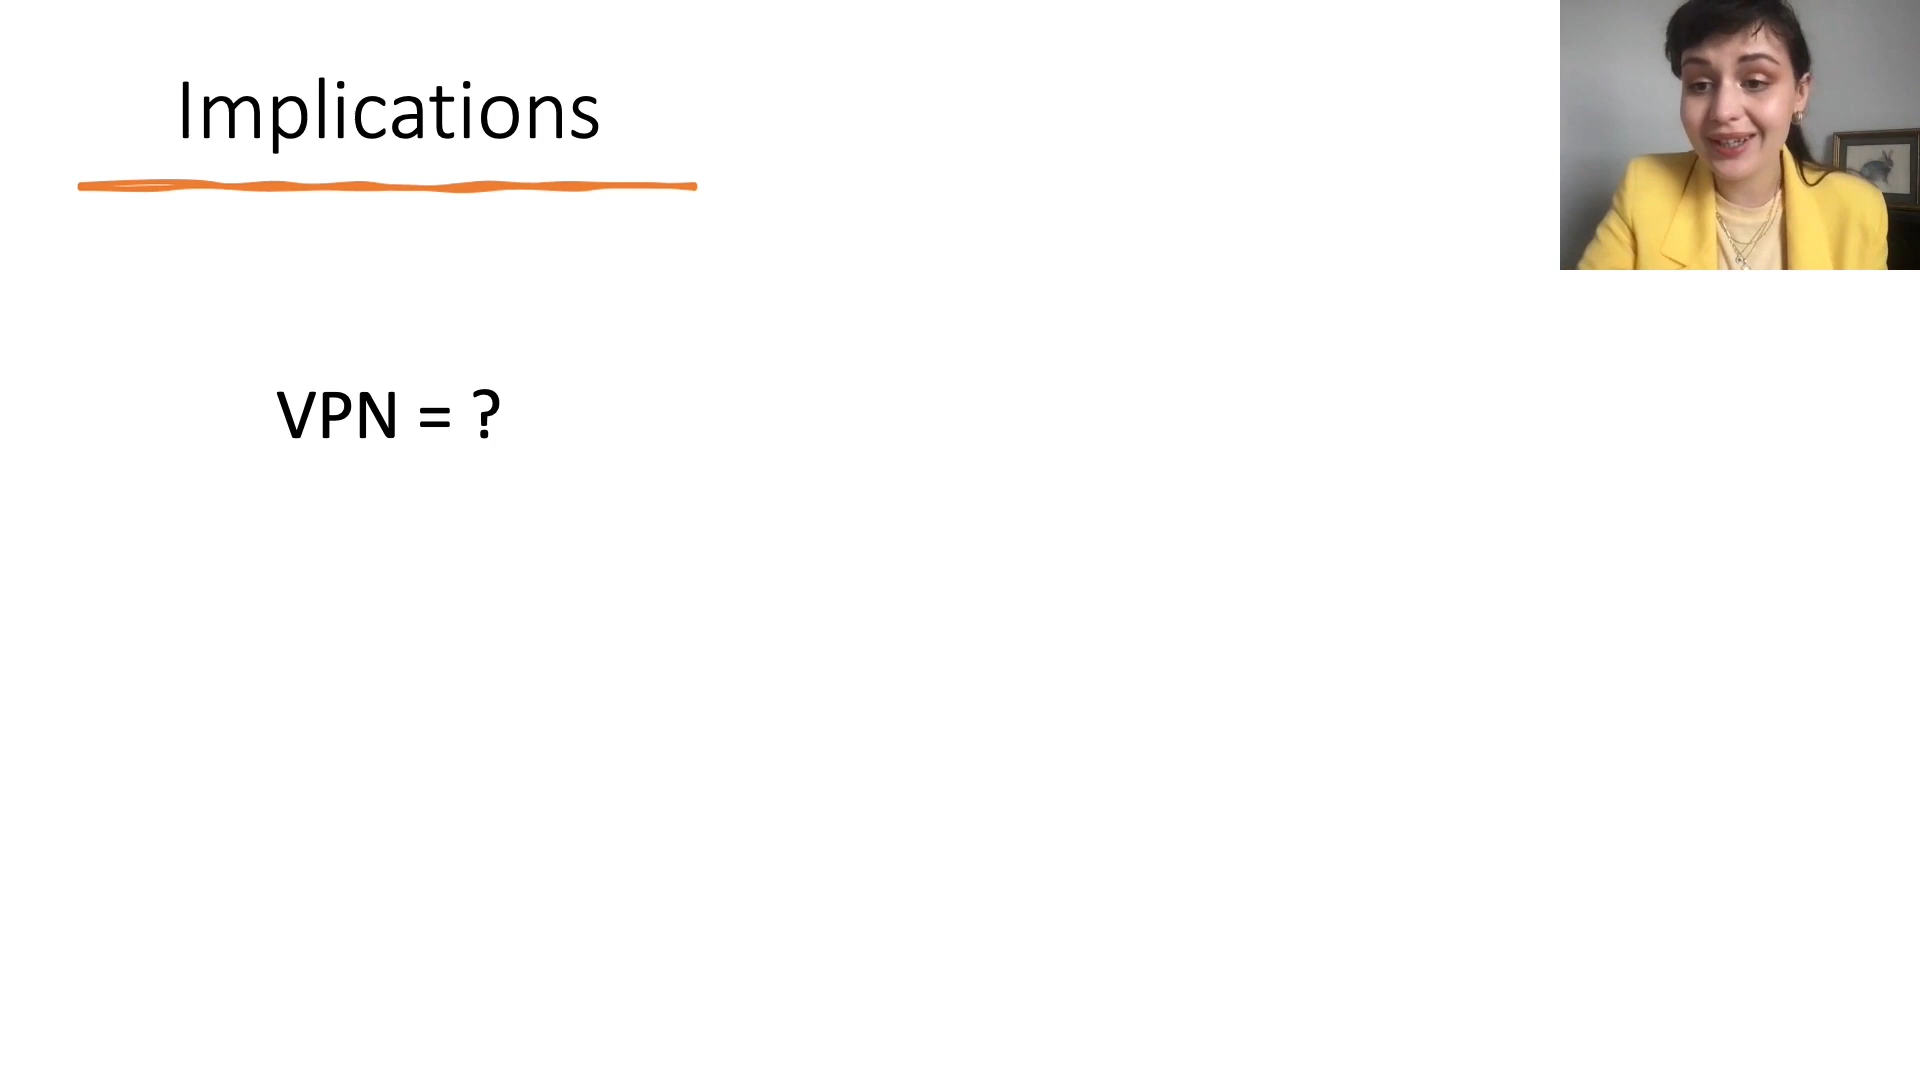 Implications
VPN = ?